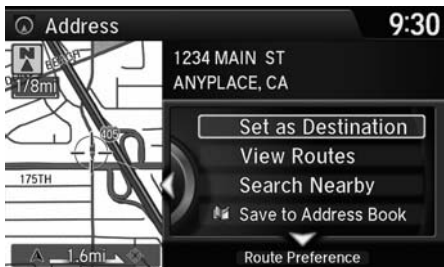 Address
9:30
N
1/8mi
BEACH
405
175TH
1.6mi
1234 MAIN ST
ANYPLACE, CA
Set as Destination
View Routes
Search Nearby
Save to Address Book
Route Preference